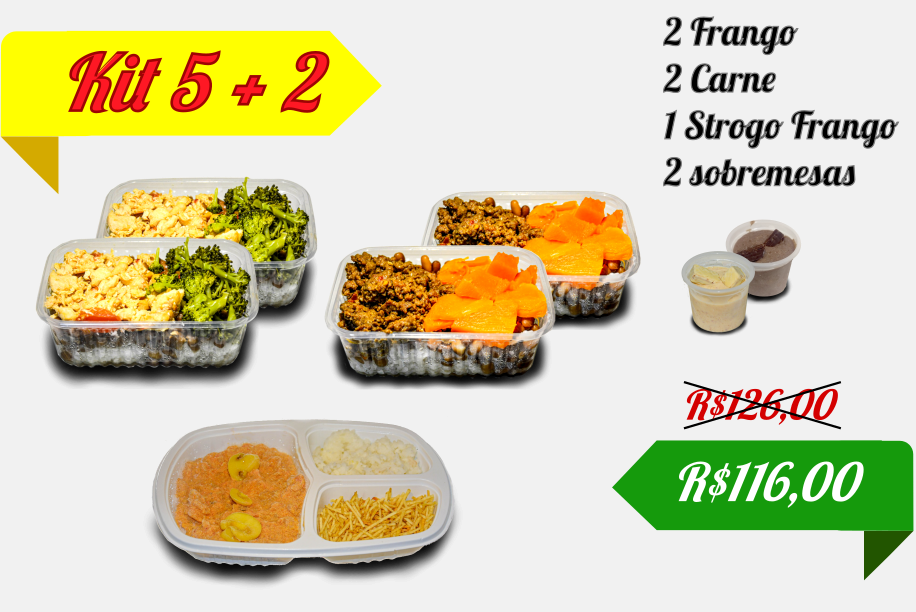 Kit 5 + 2
2 Frango
2 Carne
1 Strogo Frango
2 sobremesas
R$126,00
R$116,00